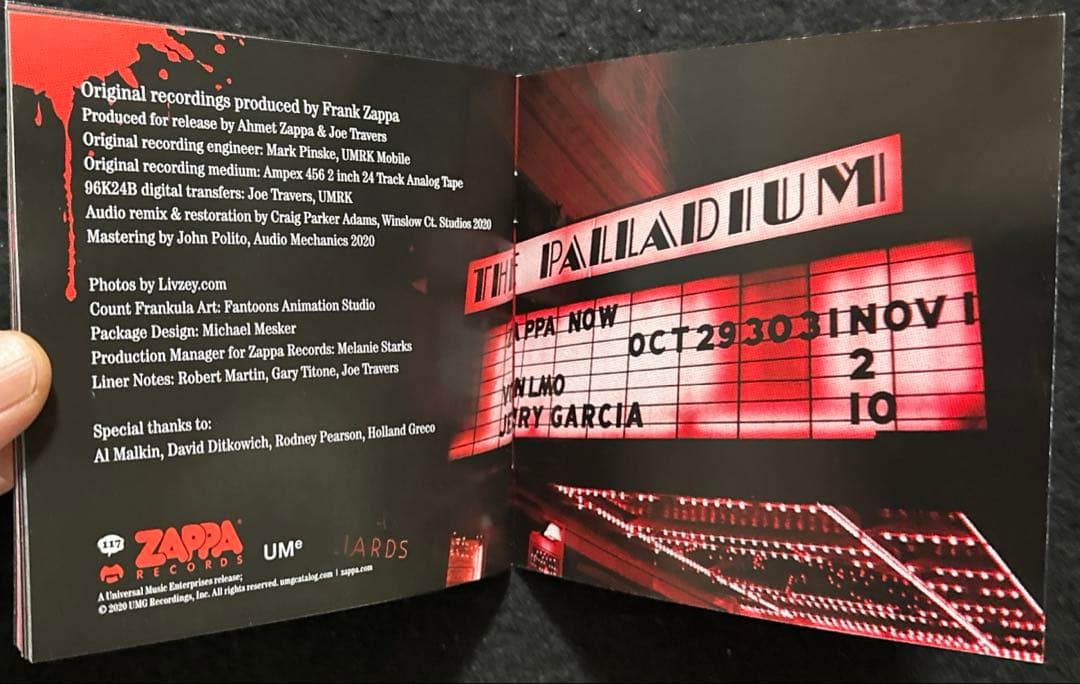 Original recordings produced by Frank Zappa
Produced for release by Ahmet Zappa & Joe Travers
Original recording engineer: Mark Pinske, UMRK Mobile
Original recording medium: Ampex 456 2 inch 24 Track Analog Tape
96K24B digital transfers: Joe Travers, UMRK
Audio remix & restoration by Craig Parker Adams, Winslow Ct. Studios 2020
Mastering by John Polito, Audio Mechanics 2020
Photos by Livzey.com
Count Frankula Art: Fantoons Animation Studio
Package Design: Michael Mesker
Production Manager for Zappa Records: Melanie Starks
Liner Notes: Robert Martin, Gary Titone, Joe Travers
Special thanks to:
Al Malkin, David Ditkowich, Rodney Pearson, Holland Greco
117
ZAPPA
RECORDS
UMe
IARDS
A Universal Music Enterprises release;
© 2020 UMG Recordings, Inc. All rights reserved. umgcatalog.com | zappa.com
THE PALLADIUM
APPA NOW
OCT 29 30 31 NOV 1
2
N LMO
RY GARCIA
10